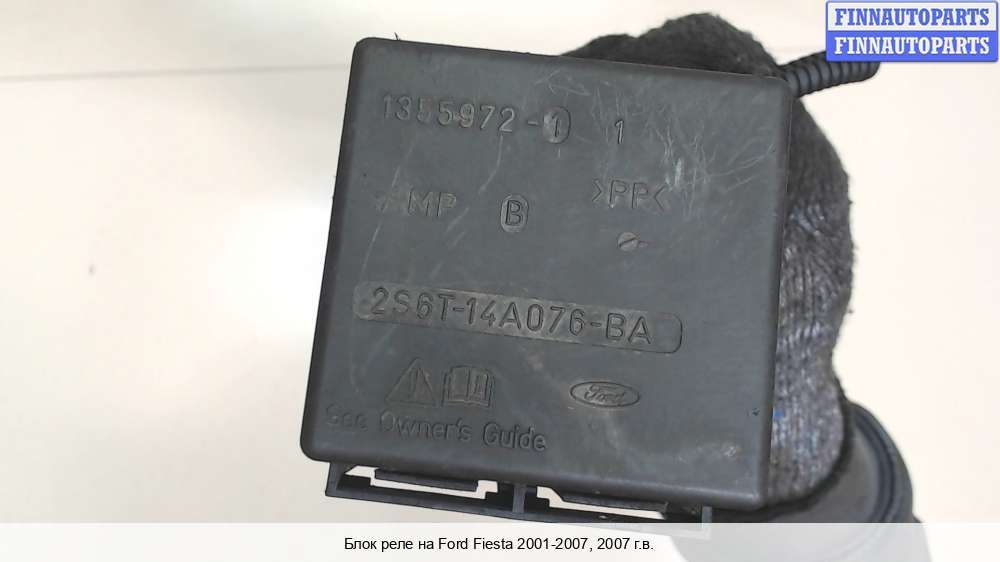 FINNAUTOPARTS
FINNAUTOPARTS
1355972-1 1
AMP B >PP<
2S6T-14A076-BA
Ford
See Owner's Guide
Блок реле на Ford Fiesta 2001-2007, 2007 г.в.